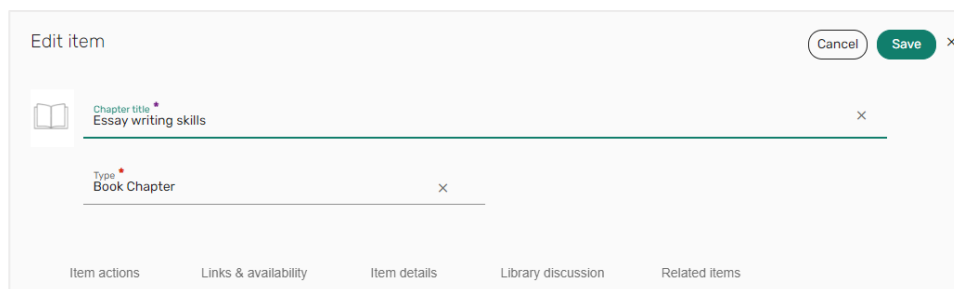 Edit item
Cancel
Save
Chapter title *
Essay writing skills
Type *
Book Chapter
Item actions Links & availability Item details Library discussion Related items